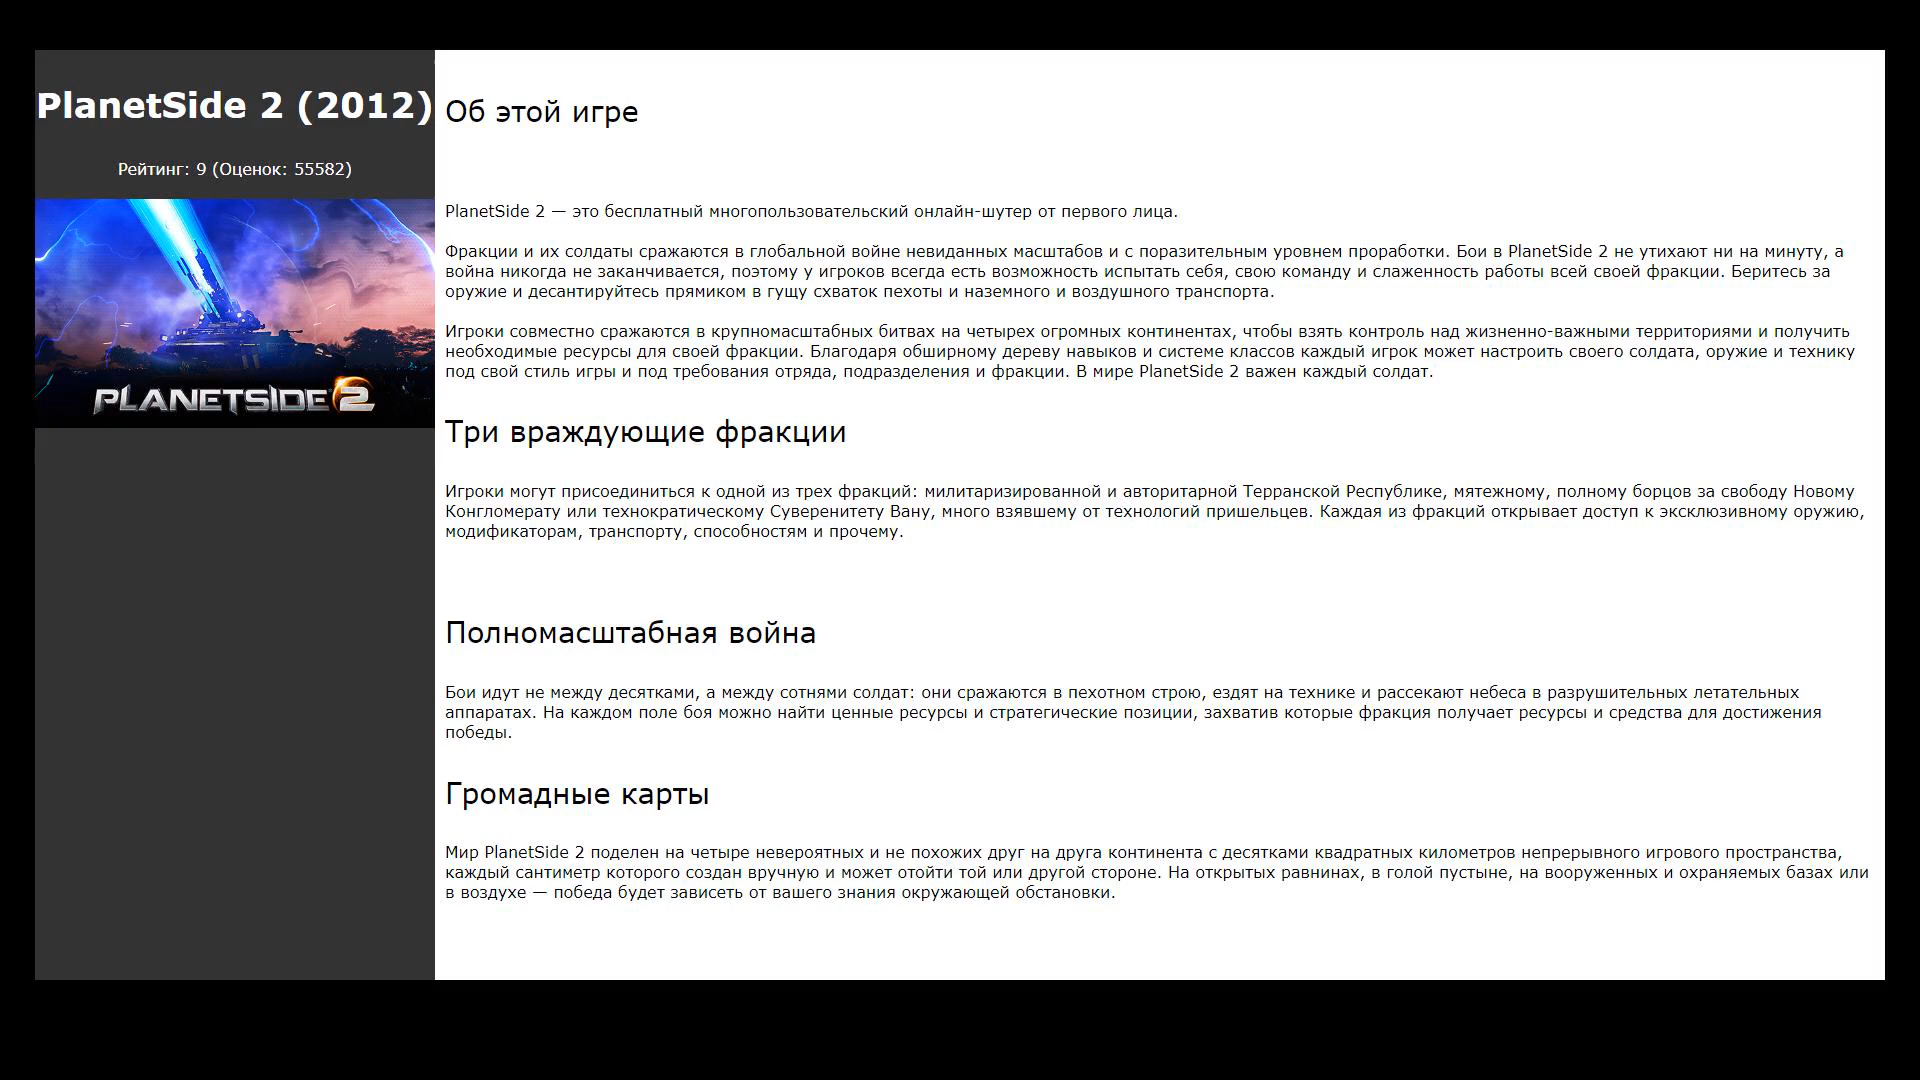 PlanetSide 2 (2012)
Рейтинг: 9 (Оценок: 55582)
PLANETSIDE 2
Об этой игре
PlanetSide 2 — это бесплатный многопользовательский онлайн-шутер от первого лица.
Фракции и их солдаты сражаются в глобальной войне невиданных масштабов и с поразительным уровнем проработки. Бои в PlanetSide 2 не утихают ни на минуту, а
война никогда не заканчивается, поэтому у игроков всегда есть возможность испытать себя, свою команду и слаженность работы всей своей фракции. Беритесь за
оружие и десантируйтесь прямиком в гущу схваток пехоты и наземного и воздушного транспорта.
Игроки совместно сражаются в крупномасштабных битвах на четырех огромных континентах, чтобы взять контроль над жизненно-важными территориями и получить
необходимые ресурсы для своей фракции. Благодаря обширному дереву навыков и системе классов каждый игрок может настроить своего солдата, оружие и технику
под свой стиль игры и под требования отряда, подразделения и фракции. В мире PlanetSide 2 важен каждый солдат.
Три враждующие фракции
Игроки могут присоединиться к одной из трех фракций: милитаризированной и авторитарной Терранской Республике, мятежному, полному борцов за свободу Новому
Конгломерату или технократическому Суверенитету Вану, много взявшему от технологий пришельцев. Каждая из фракций открывает доступ к эксклюзивному оружию,
модификаторам, транспорту, способностям и прочему.
Полномасштабная война
Бои идут не между десятками, а между сотнями солдат: они сражаются в пехотном строю, ездят на технике и рассекают небеса в разрушительных летательных
аппаратах. На каждом поле боя можно найти ценные ресурсы и стратегические позиции, захватив которые фракция получает ресурсы и средства для достижения
победы.
Громадные карты
Мир PlanetSide 2 поделен на четыре невероятных и не похожих друг на друга континента с десятками квадратных километров непрерывного игрового пространства,
каждый сантиметр которого создан вручную и может отойти той или другой стороне. На открытых равнинах, в голой пустыне, на вооруженных и охраняемых базах или
в воздухе — победа будет зависеть от вашего знания окружающей обстановки.